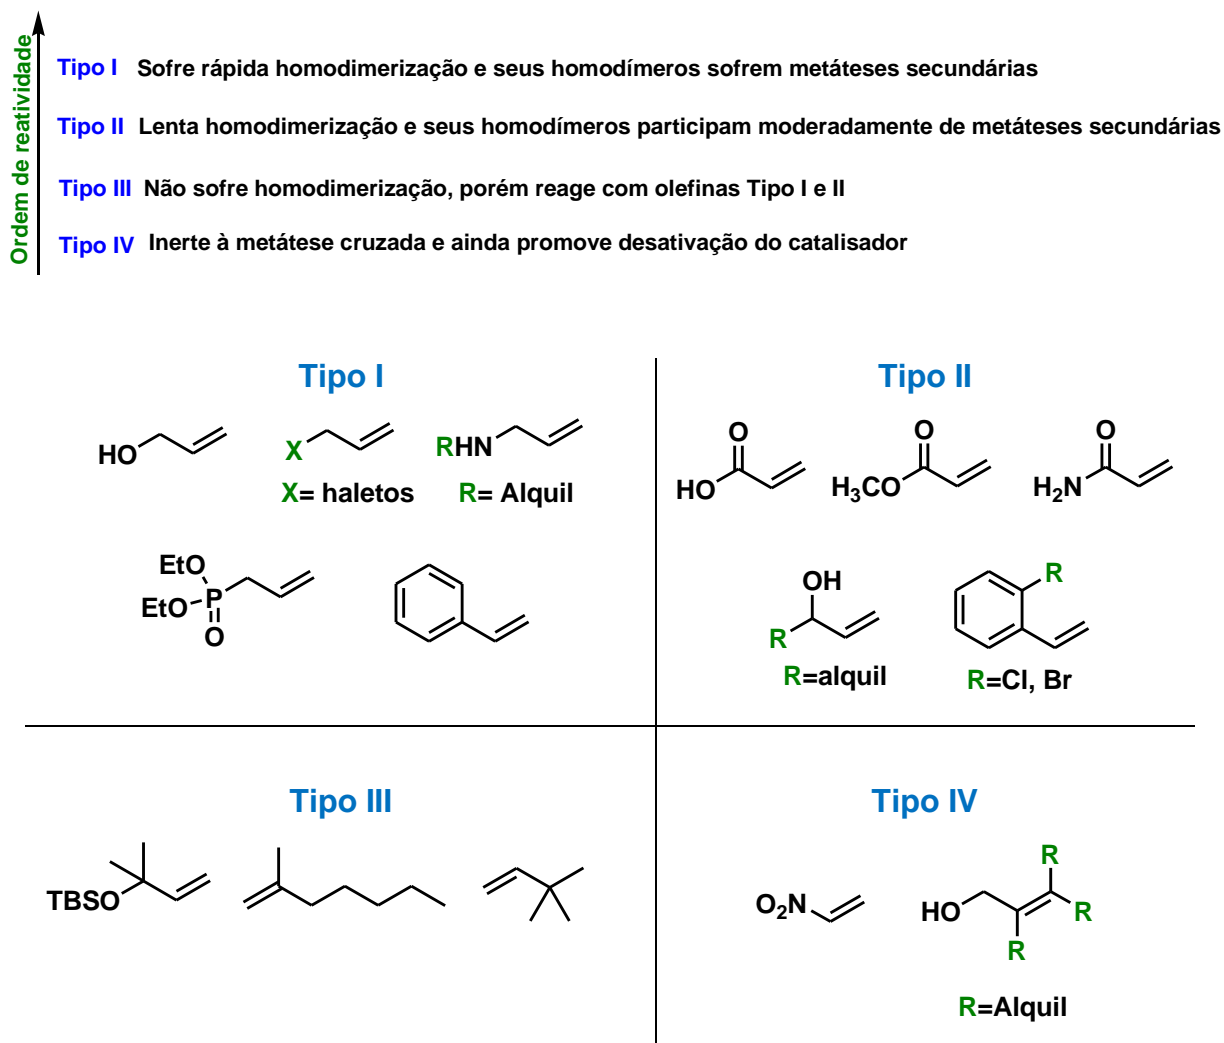 Ordem de reatividade
Tipo I Sofre rápida homodimerização e seus homodímeros sofrem metáteses secundárias
Tipo II Lenta homodimerização e seus homodímeros participam moderadamente de metáteses secundárias
Tipo III Não sofre homodimerização, porém reage com olefinas Tipo I e II
Tipo IV Inerte à metátese cruzada e ainda promove desativação do catalisador
Tipo I
HO
X
RHN
X= haletos
R= Alquil
EtO
EtO
P
O
Tipo II
O
HO
O
H3CO
O
H2N
OH
R
R=alquil
R
R=Cl, Br
Tipo III
TBSO
Tipo IV
O2N
HO
R
R
R
R=Alquil